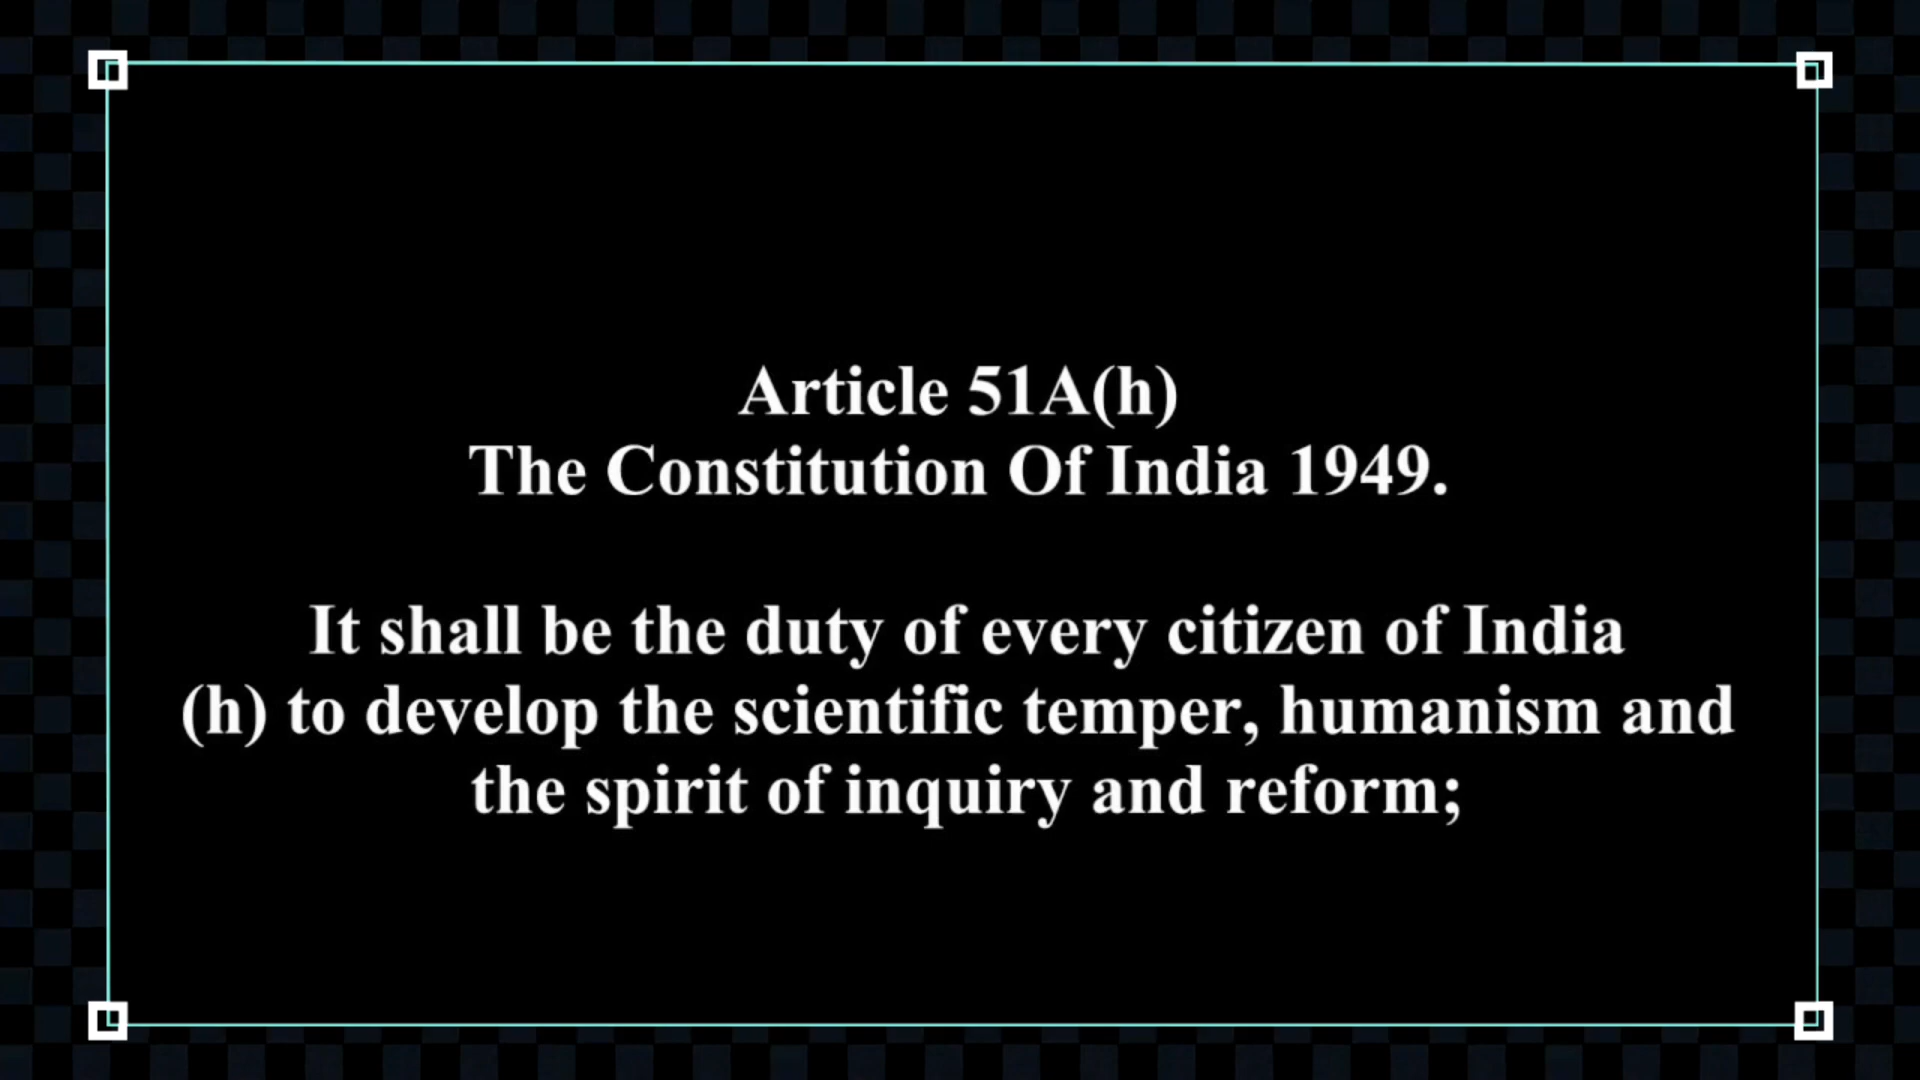 Article 51A(h)
The Constitution Of India 1949.
It shall be the duty of every citizen of India
(h) to develop the scientific temper, humanism and
the spirit of inquiry and reform;